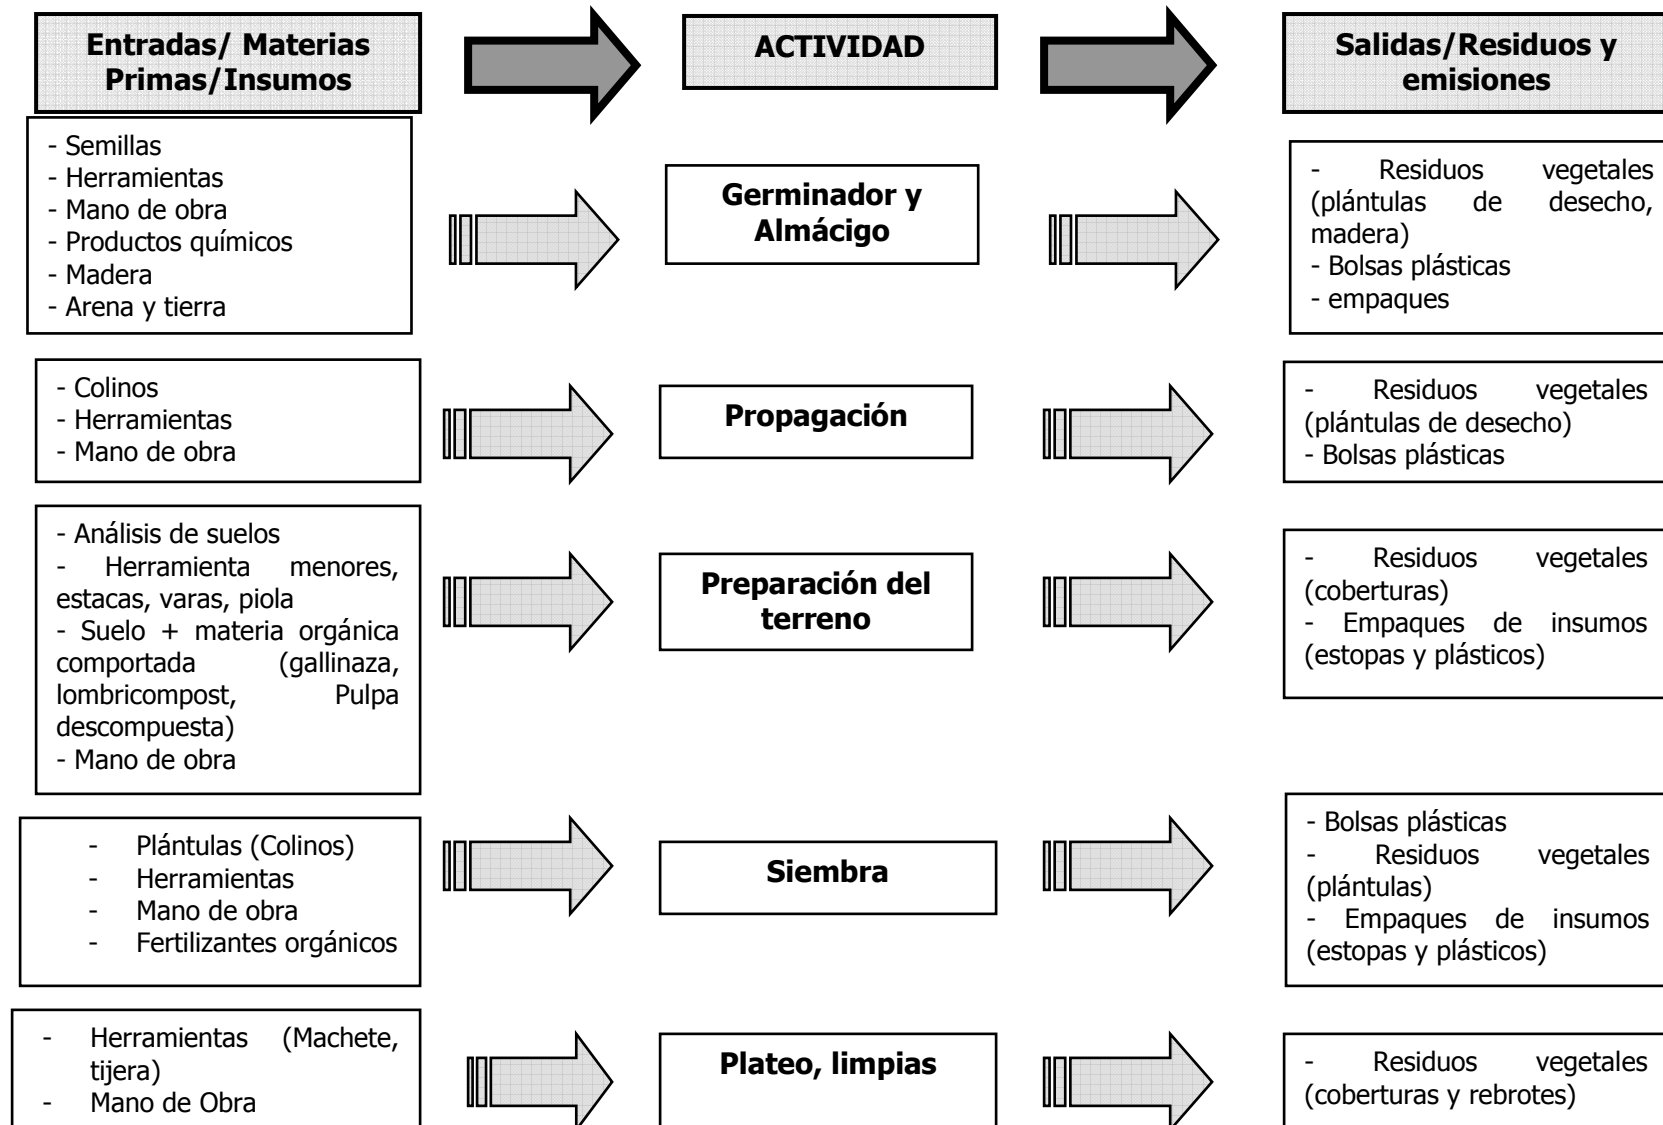 Entradas/ Materias
Primas/Insumos
ACTIVIDAD
Salidas/Residuos y
emisiones
- Semillas
- Herramientas
- Mano de obra
- Productos químicos
- Madera
- Arena y tierra
Germinador y
Almácigo
- Residuos vegetales
(plántulas de desecho,
madera)
- Bolsas plásticas
- empaques
- Colinos
- Herramientas
- Mano de obra
Propagación
- Residuos vegetales
(plántulas de desecho)
- Bolsas plásticas
- Análisis de suelos
- Herramienta menores,
estacas, varas, piola
- Suelo + materia orgánica
comportada (gallinaza,
lombricompost, Pulpa
descompuesta)
- Mano de obra
Preparación del
terreno
- Residuos vegetales
(coberturas)
- Empaques de insumos
(estopas y plásticos)
- Plántulas (Colinos)
- Herramientas
- Mano de obra
- Fertilizantes orgánicos
Siembra
- Bolsas plásticas
- Residuos vegetales
(plántulas)
- Empaques de insumos
(estopas y plásticos)
- Herramientas (Machete,
tijera)
- Mano de Obra
Plateo, limpias
- Residuos vegetales
(coberturas y rebrotes)